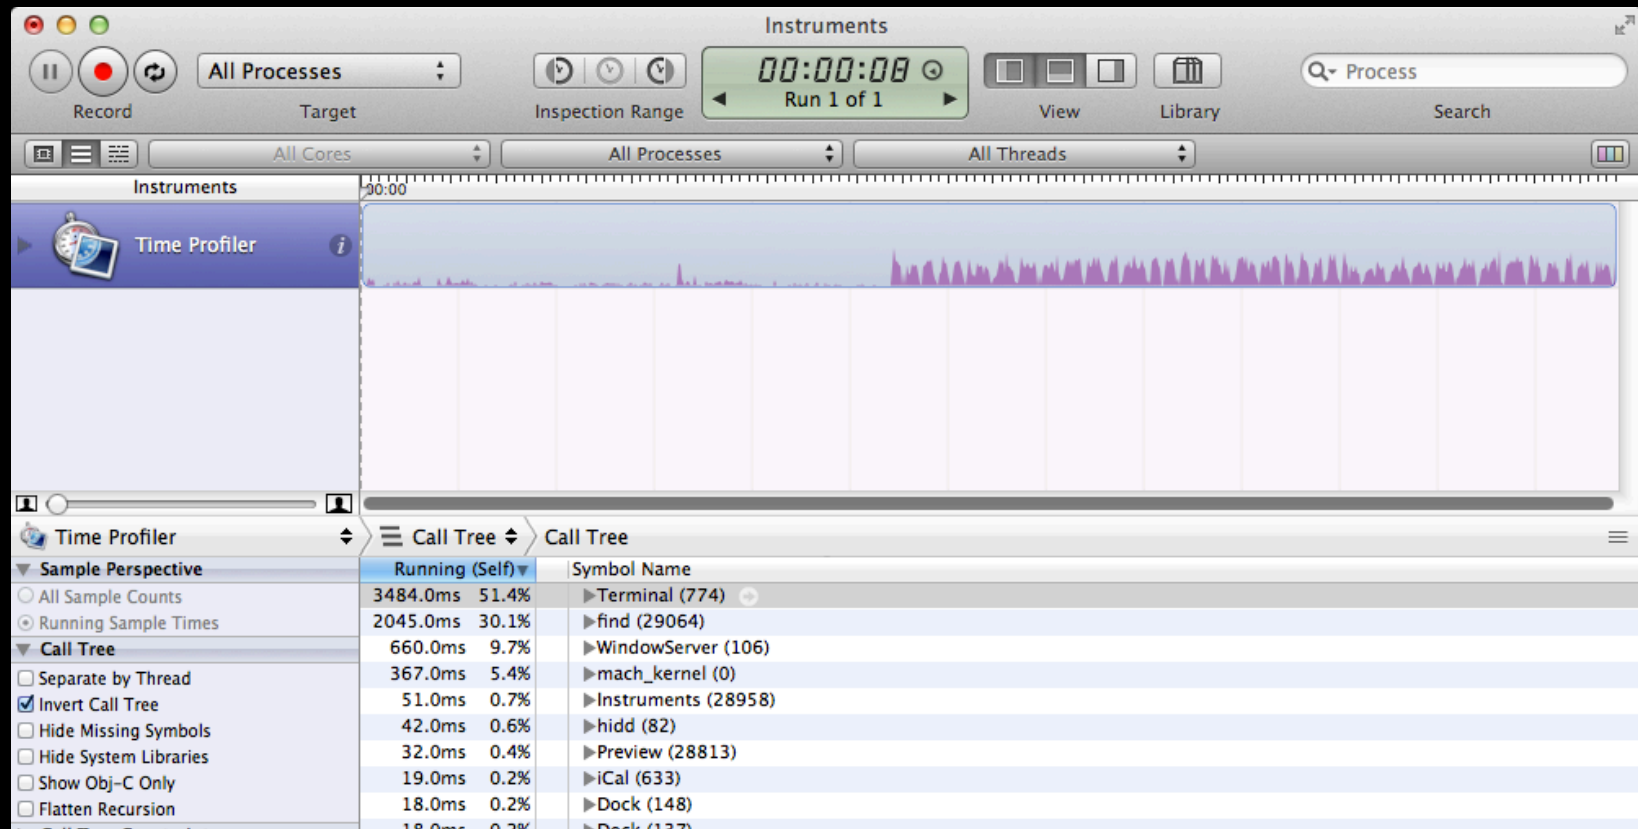 Instruments
All Processes
00:00:08
Run 1 of 1
Process
Record
Target
Inspection Range
View
Library
Search
All Cores
All Processes
All Threads
Instruments
00:00
Time Profiler
Time Profiler
Call Tree
Call Tree
Sample Perspective
All Sample Counts
Running Sample Times
Call Tree
Separate by Thread
Invert Call Tree
Hide Missing Symbols
Hide System Libraries
Show Obj-C Only
Flatten Recursion
Running (Self) Symbol Name
3484.0ms 51.4% Terminal (774)
2045.0ms 30.1% find (29064)
660.0ms 9.7% WindowServer (106)
367.0ms 5.4% mach_kernel (0)
51.0ms 0.7% Instruments (28958)
42.0ms 0.6% hidd (82)
32.0ms 0.4% Preview (28813)
19.0ms 0.2% iCal (633)
18.0ms 0.2% Dock (148)